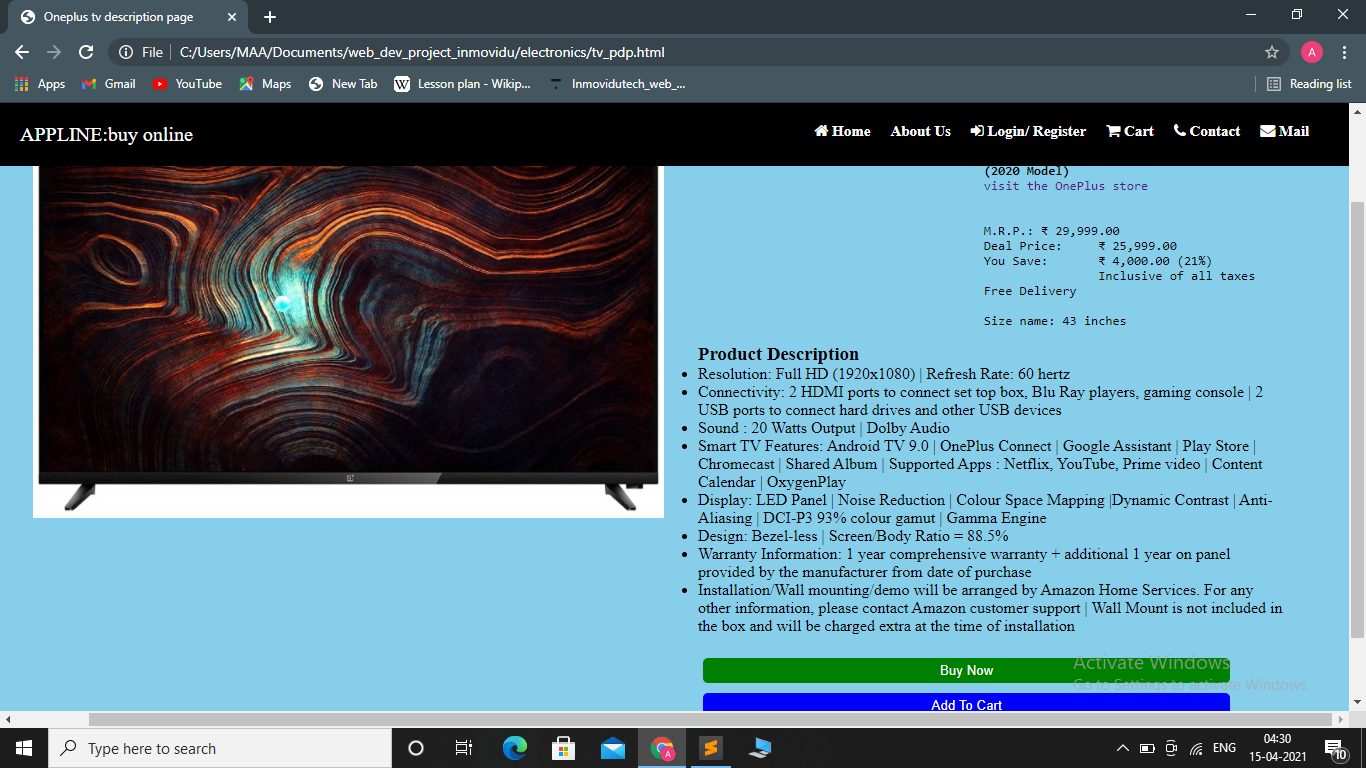 Oneplus tv description page
File
C:/Users/MAA/Documents/web_dev_project_inmovidu/electronics/tv_pdp.html
A
Apps
Gmail
YouTube
Maps
New Tab
Lesson plan - Wikip...
Inmovidutech_web_...
Reading list
APPLINE:buy online
Home
About Us
Login/ Register
Cart
Contact
Mail
(2020 Model)
visit the OnePlus store
M.R.P.: ₹ 29,999.00
Deal Price: ₹ 25,999.00
You Save: ₹ 4,000.00 (21%)
Inclusive of all taxes
Free Delivery
Size name: 43 inches
Product Description
Resolution: Full HD (1920x1080) | Refresh Rate: 60 hertz
Connectivity: 2 HDMI ports to connect set top box, Blu Ray players, gaming console | 2
USB ports to connect hard drives and other USB devices
Sound : 20 Watts Output | Dolby Audio
Smart TV Features: Android TV 9.0 | OnePlus Connect | Google Assistant | Play Store |
Chromecast | Shared Album | Supported Apps : Netflix, YouTube, Prime video | Content
Calendar | OxygenPlay
Display: LED Panel | Noise Reduction | Colour Space Mapping |Dynamic Contrast | Anti-
Aliasing | DCI-P3 93% colour gamut | Gamma Engine
Design: Bezel-less | Screen/Body Ratio = 88.5%
Warranty Information: 1 year comprehensive warranty + additional 1 year on panel
provided by the manufacturer from date of purchase
Installation/Wall mounting/demo will be arranged by Amazon Home Services. For any
other information, please contact Amazon customer support | Wall Mount is not included in
the box and will be charged extra at the time of installation
Buy Now
Add To Cart
Activate Windows
Go to Settings to activate Windows.
Type here to search
A
ENG
04:30
15-04-2021
10